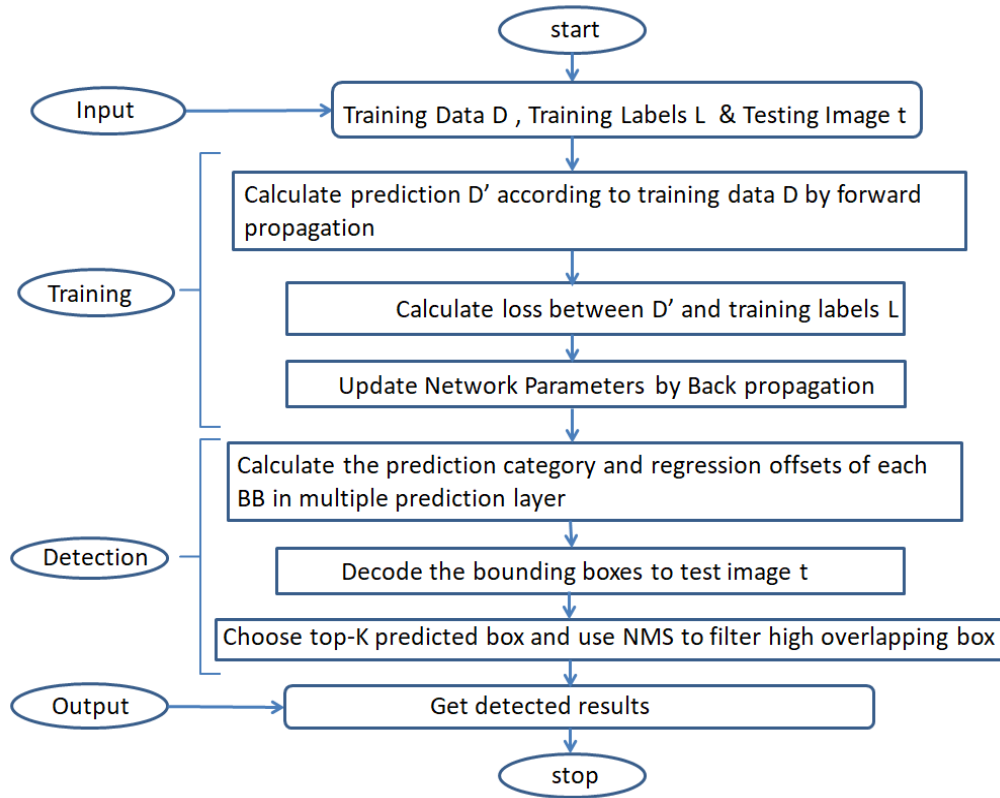 start
Input
Training Data D , Training Labels L & Testing Image t
Calculate prediction D’ according to training data D by forward
propagation
Training
Calculate loss between D’ and training labels L
Update Network Parameters by Back propagation
Calculate the prediction category and regression offsets of each
BB in multiple prediction layer
Detection
Decode the bounding boxes to test image t
Choose top-K predicted box and use NMS to filter high overlapping box
Output
Get detected results
stop